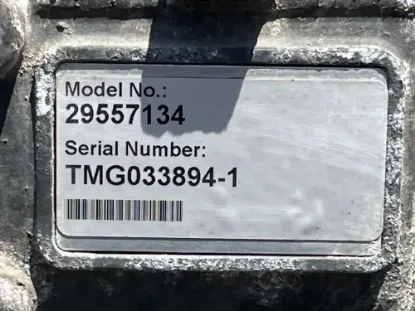 Model No.:
29557134
Serial Number:
TMG033894-1